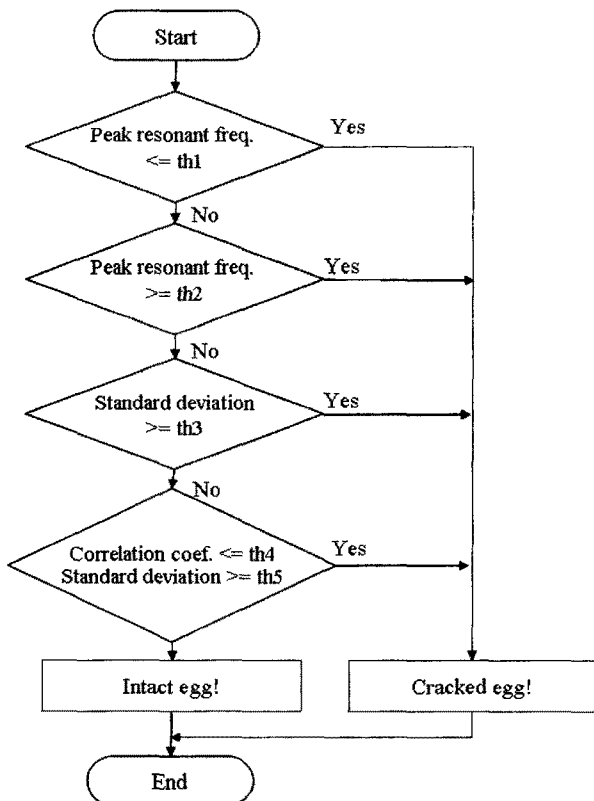 Start
Peak resonant freq.
<= th1
Yes
No
Peak resonant freq.
>= th2
Yes
No
Standard deviation
>= th3
Yes
No
Correlation coef. <= th4
Standard deviation >= th5
Yes
Intact egg!
Cracked egg!
End